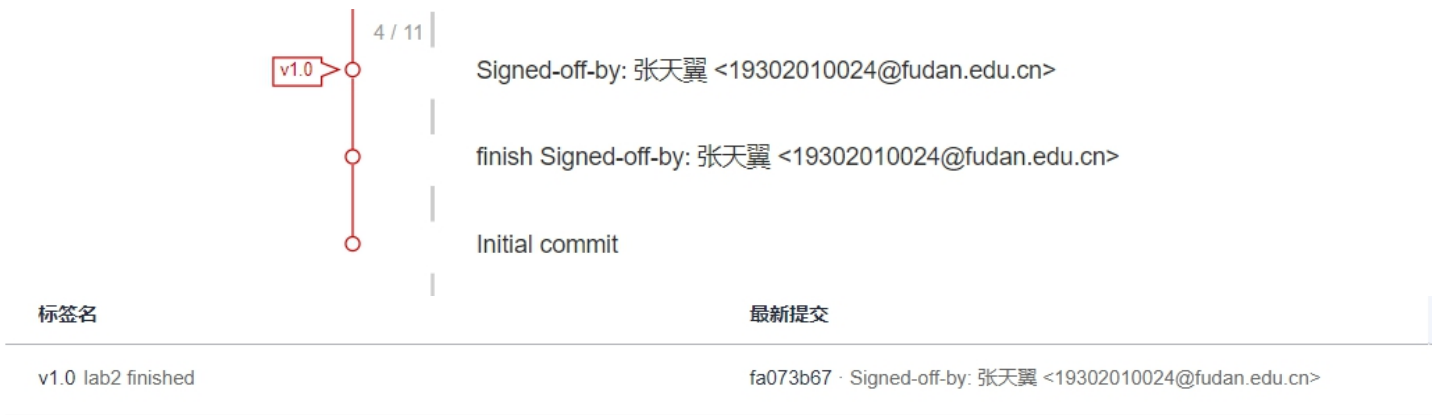 4 / 11
v1.0 Signed-off-by: 张天翼 <19302010024@fudan.edu.cn>
finish Signed-off-by: 张天翼 <19302010024@fudan.edu.cn>
Initial commit
标签名 最新提交
v1.0 lab2 finished fa073b67 · Signed-off-by: 张天翼 <19302010024@fudan.edu.cn>